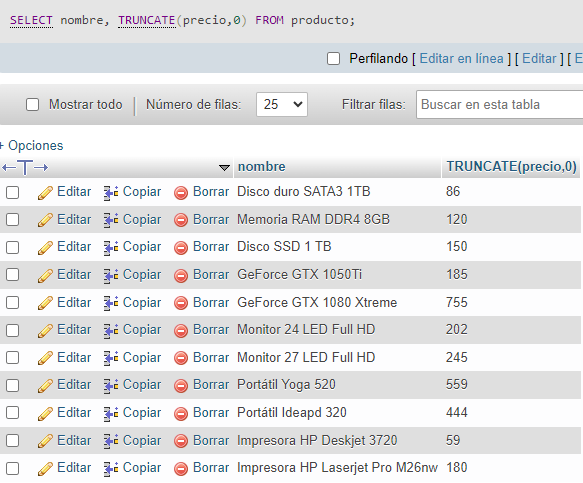 SELECT nombre, TRUNCATE(precio,0) FROM producto;
Perfilando [ Editar en línea ] [ Editar ] [ E
Mostrar todo Número de filas: 25 Filtrar filas: Buscar en esta tabla
+ Opciones
←T→ nombre TRUNCATE(precio,0)
Editar Copiar Borrar Disco duro SATA3 1TB 86
Editar Copiar Borrar Memoria RAM DDR4 8GB 120
Editar Copiar Borrar Disco SSD 1 TB 150
Editar Copiar Borrar GeForce GTX 1050Ti 185
Editar Copiar Borrar GeForce GTX 1080 Xtreme 755
Editar Copiar Borrar Monitor 24 LED Full HD 202
Editar Copiar Borrar Monitor 27 LED Full HD 245
Editar Copiar Borrar Portátil Yoga 520 559
Editar Copiar Borrar Portátil Ideapd 320 444
Editar Copiar Borrar Impresora HP Deskjet 3720 59
Editar Copiar Borrar Impresora HP Laserjet Pro M26nw 180